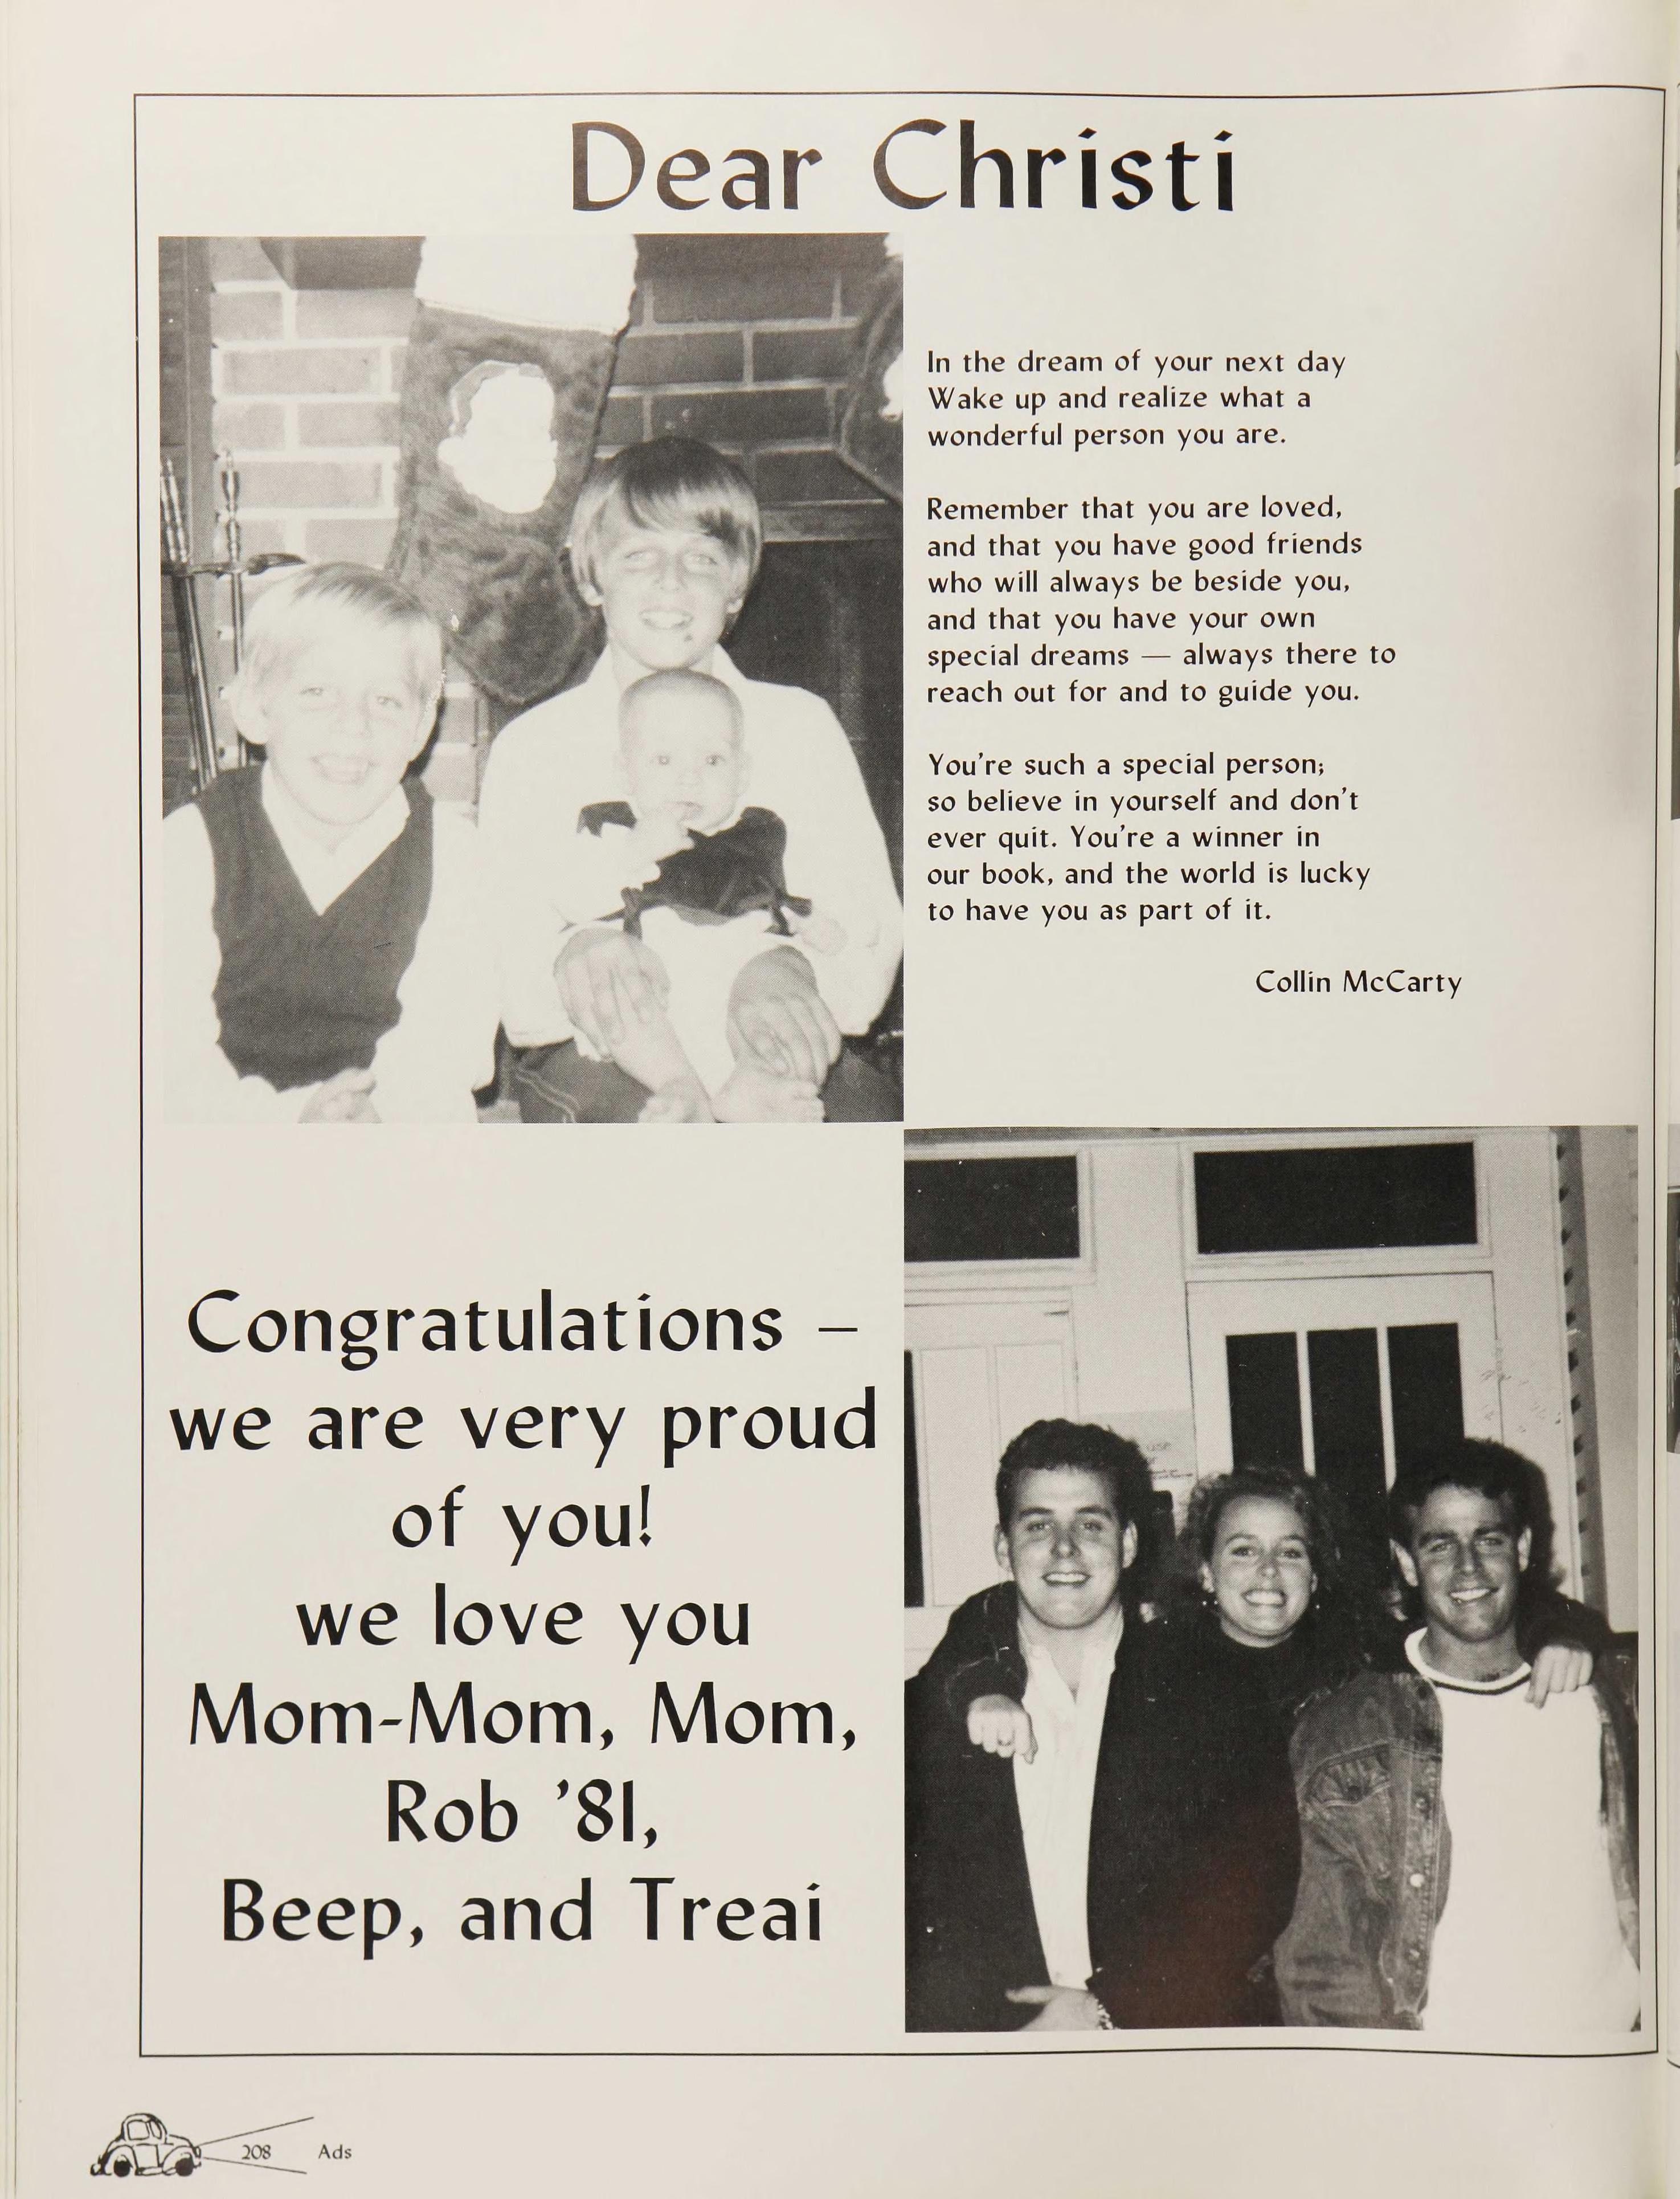 Dear Christi
In the dream of your next day
Wake up and realize what a
wonderful person you are.
Remember that you are loved,
and that you have good friends
who will always be beside you,
and that you have your own
special dreams — always there to
reach out for and to guide you.
You're such a special person;
so believe in yourself and don't
ever quit. You're a winner in
our book, and the world is lucky
to have you as part of it.
Collin McCarty
Congratulations –
we are very proud
of you!
we love you
Mom-Mom, Mom,
Rob '81,
Beep, and Treai
208 Ads